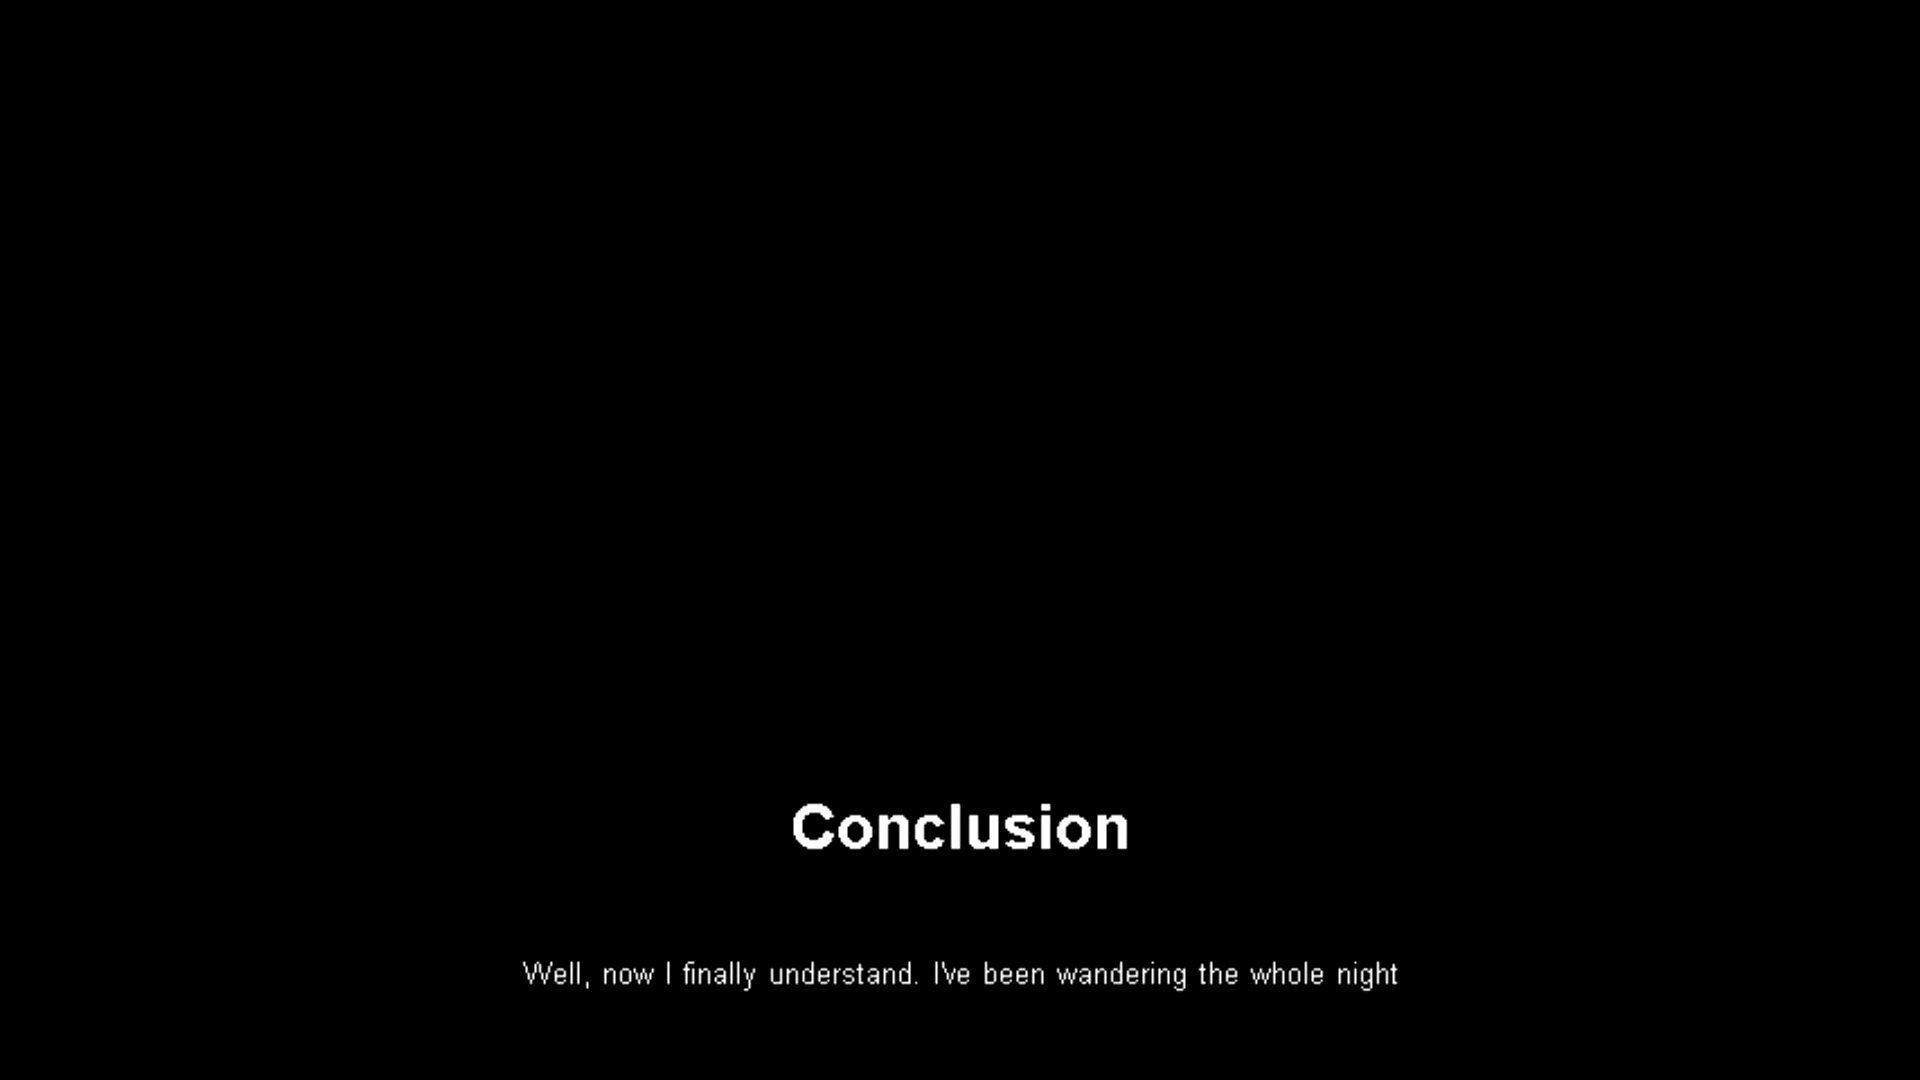 Conclusion
Well, now I finally understand. I've been wandering the whole night